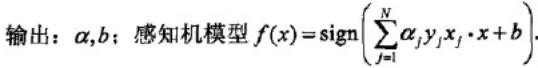 输出：α,b；感知机模型 f(x)=sign(∑_{j=1}^{N} α_j y_j x_j · x + b).